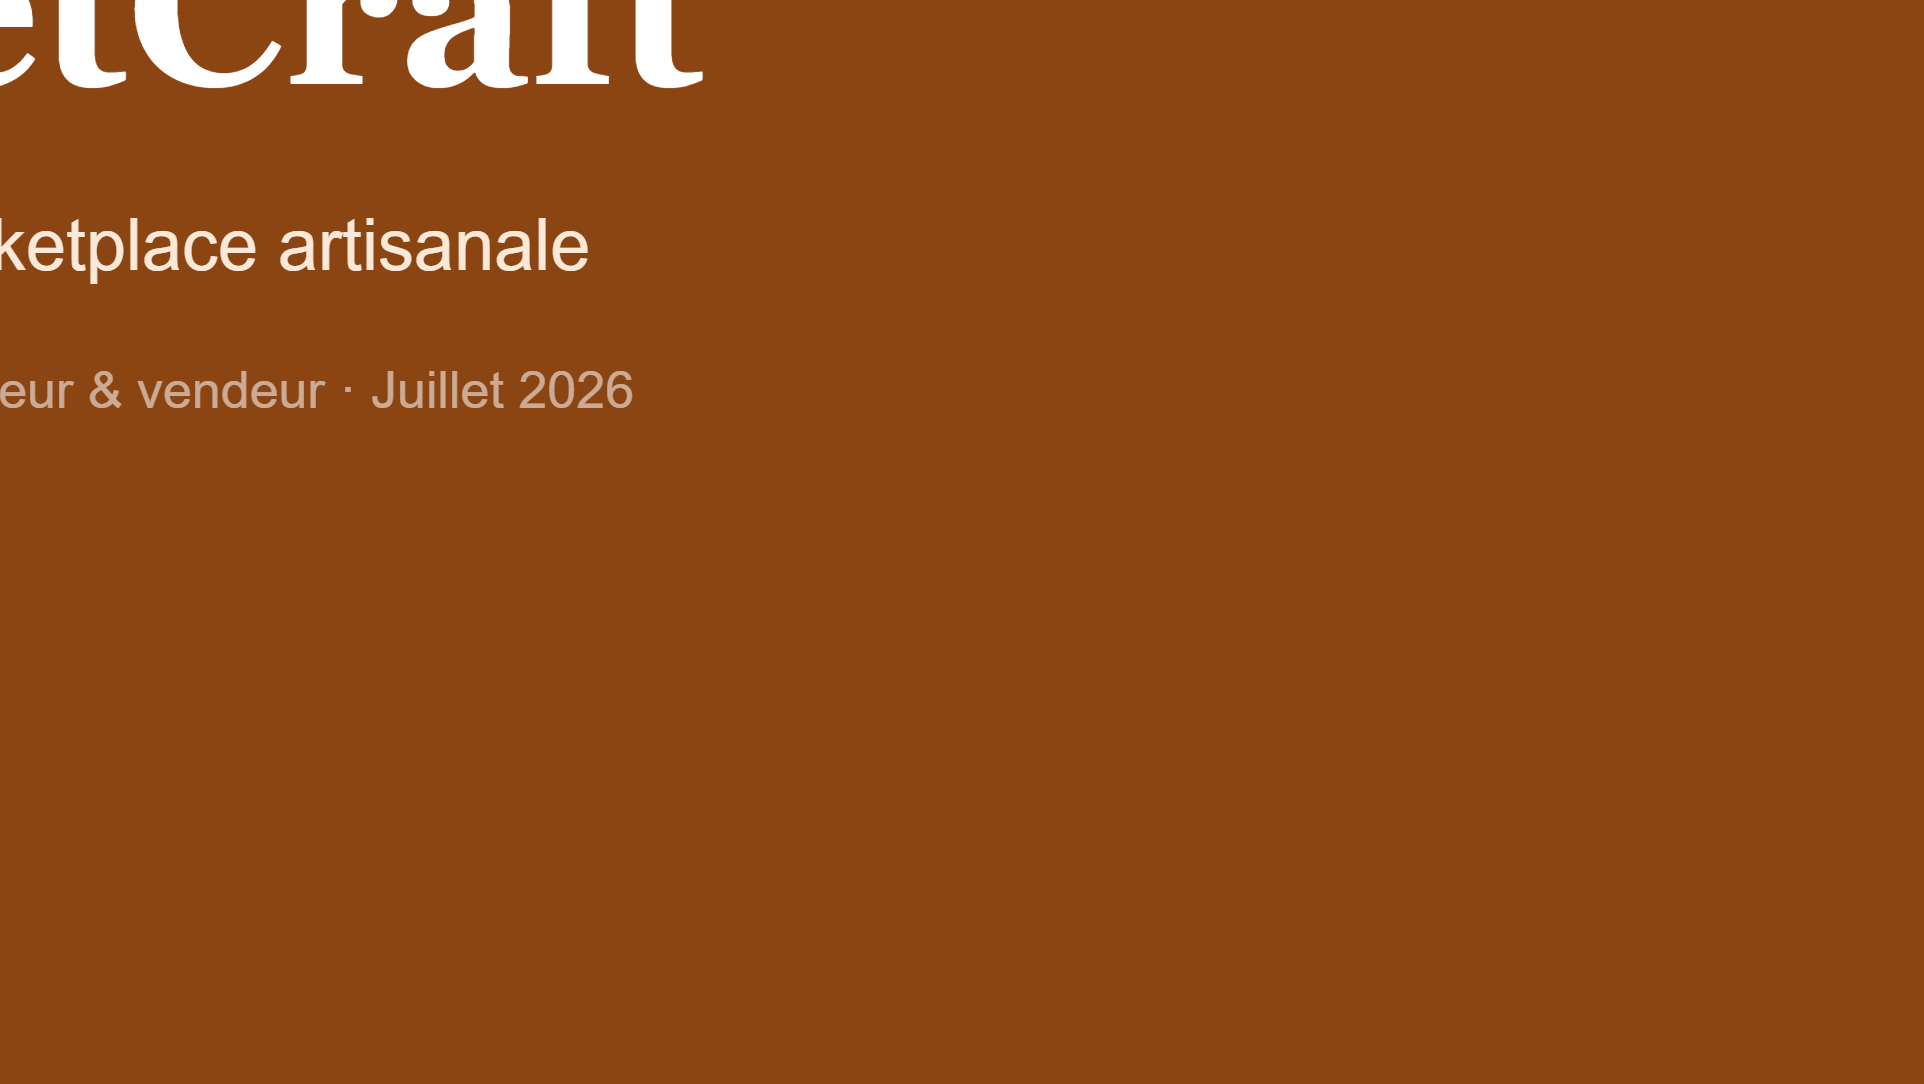 etCraft
ketplace artisanale
eur & vendeur · Juillet 2026